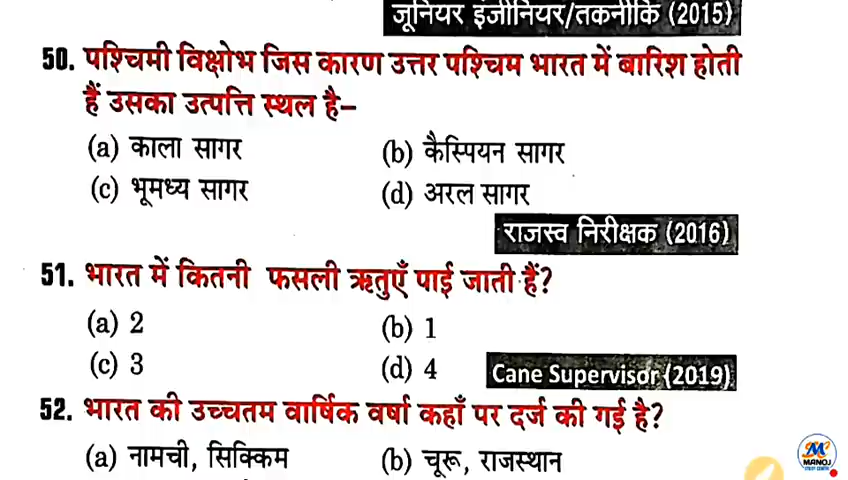 जूनियर इंजीनियर/तकनीकि (2015)
50. पश्चिमी विक्षोभ जिस कारण उत्तर पश्चिम भारत में बारिश होती
हैं उसका उत्पत्ति स्थल है–
(a) काला सागर (b) कैस्पियन सागर
(c) भूमध्य सागर (d) अरल सागर
राजस्व निरीक्षक (2016)
51. भारत में कितनी फसली ऋतुएँ पाई जाती हैं?
(a) 2 (b) 1
(c) 3 (d) 4 Cane Supervisor (2019)
52. भारत की उच्चतम वार्षिक वर्षा कहाँ पर दर्ज की गई है?
(a) नामची, सिक्किम (b) चूरू, राजस्थान
MANOJ